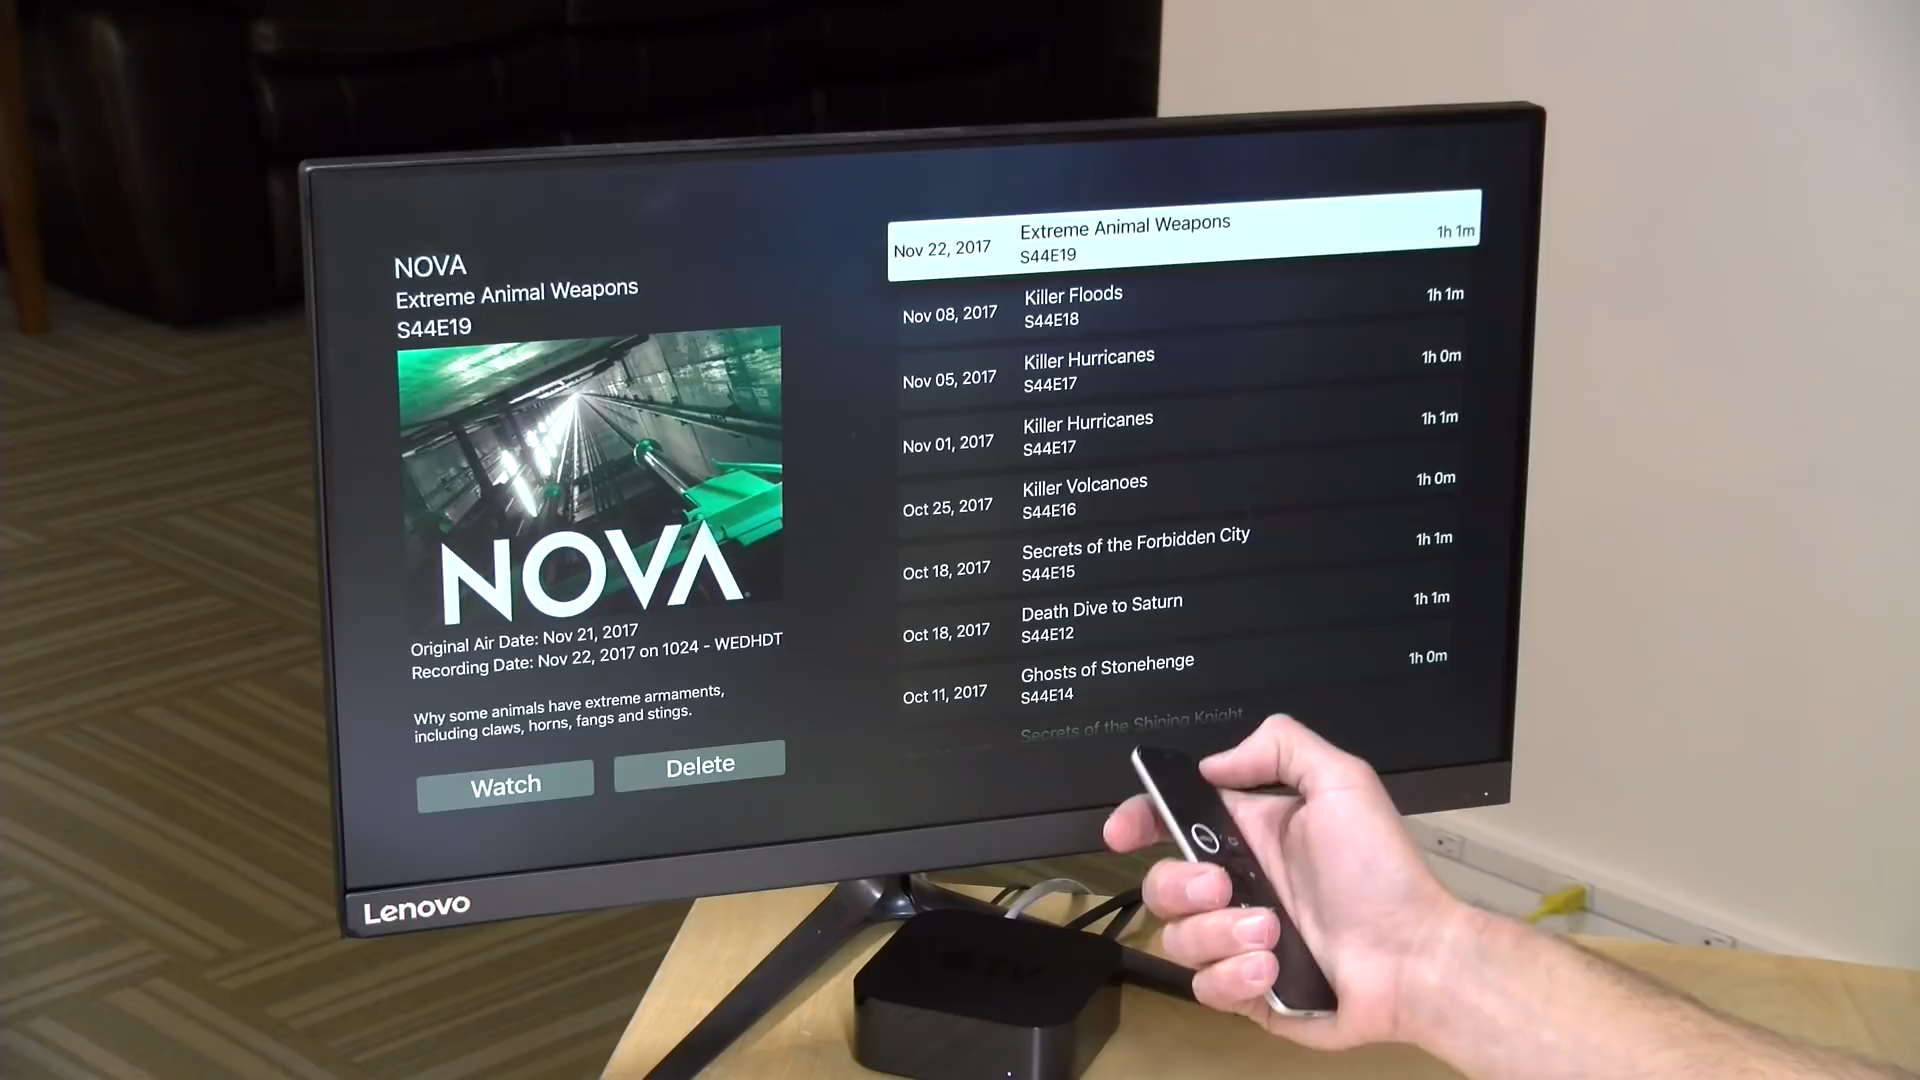 NOVA
Extreme Animal Weapons
S44E19
NOVA
Original Air Date: Nov 21, 2017
Recording Date: Nov 22, 2017 on 1024 - WEDHDT
Why some animals have extreme armaments,
including claws, horns, fangs and stings.
Watch Delete
Nov 22, 2017 Extreme Animal Weapons 1h 1m
S44E19
Nov 08, 2017 Killer Floods 1h 1m
S44E18
Nov 05, 2017 Killer Hurricanes 1h 0m
S44E17
Nov 01, 2017 Killer Hurricanes 1h 1m
S44E17
Oct 25, 2017 Killer Volcanoes 1h 0m
S44E16
Oct 18, 2017 Secrets of the Forbidden City 1h 1m
S44E15
Oct 18, 2017 Death Dive to Saturn 1h 1m
S44E12
Oct 11, 2017 Ghosts of Stonehenge 1h 0m
S44E14
Secrets of the Shining Knight
Lenovo